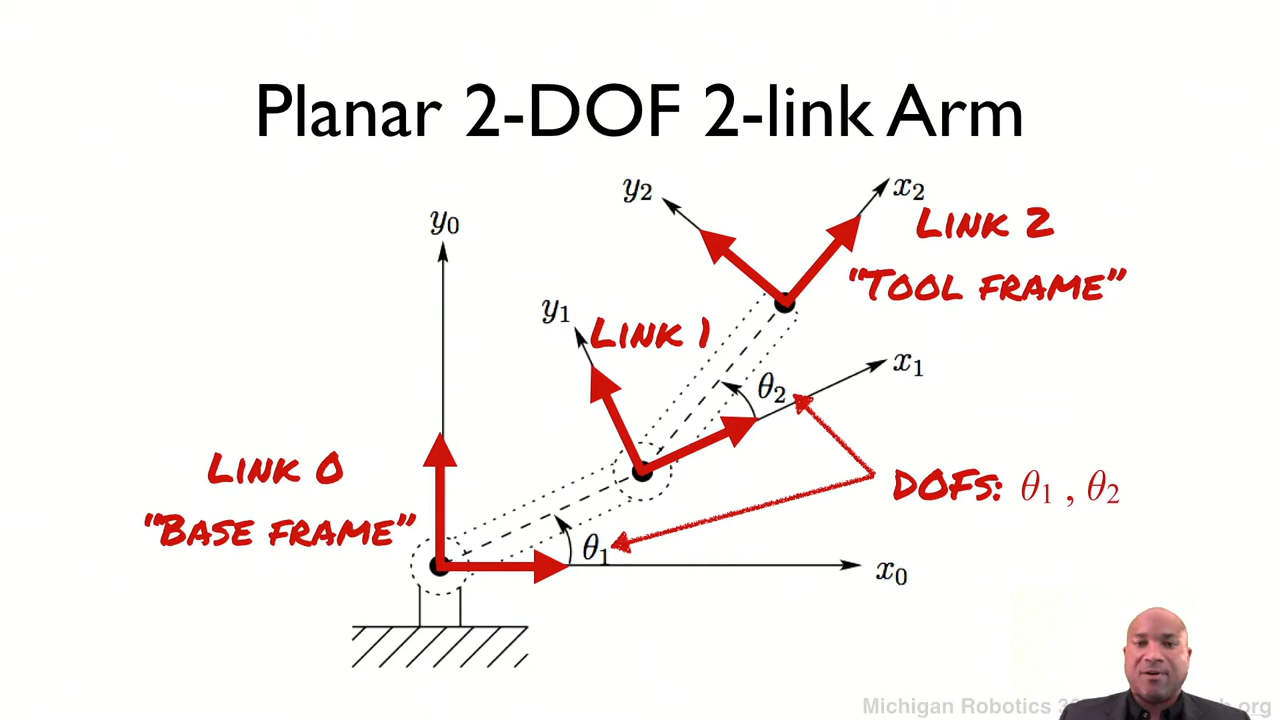 Planar 2-DOF 2-link Arm
y₂
x₂
Link 2
"Tool frame"
y₀
y₁
Link 1
x₁
θ₂
Link 0
"Base frame"
DOFs: θ₁ , θ₂
θ₁
x₀
Michigan Robotics